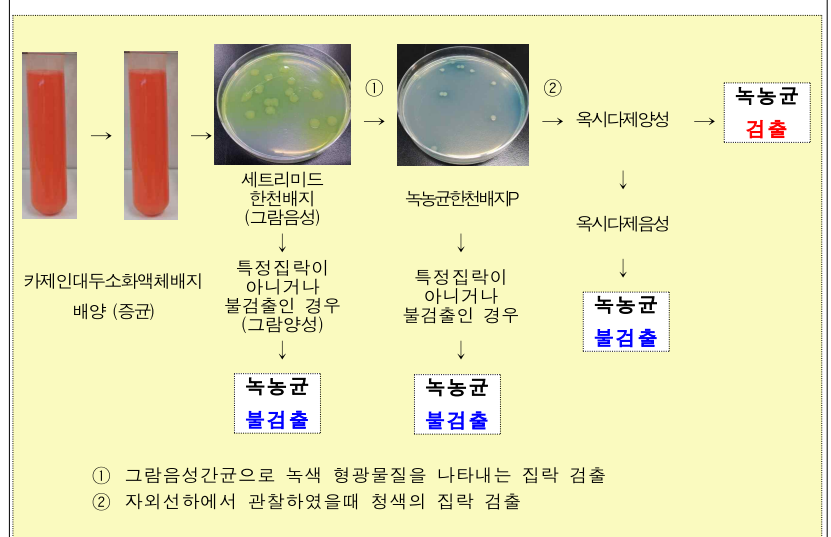 ①
②
옥시다제양성
녹농균
검출
세트리미드
한천배지
(그람음성)
녹농균한천배지P
옥시다제음성
카제인대두소화액체배지
배양 (증균)
특정집락이
아니거나
불검출인 경우
(그람양성)
특정집락이
아니거나
불검출인 경우
녹농균
불검출
녹농균
불검출
녹농균
불검출
① 그람음성간균으로 녹색 형광물질을 나타내는 집락 검출
② 자외선하에서 관찰하였을때 청색의 집락 검출